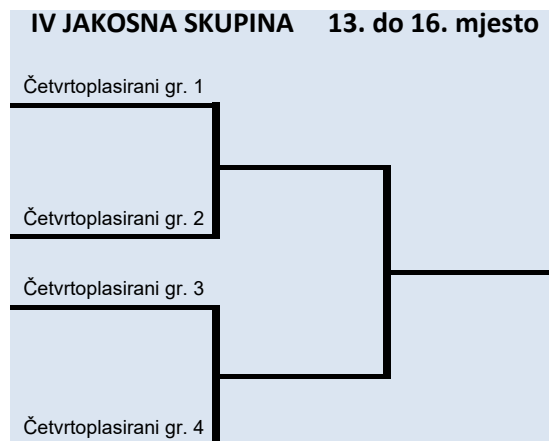 IV JAKOSNA SKUPINA 13. do 16. mjesto
Četvrtoplasirani gr. 1
Četvrtoplasirani gr. 2
Četvrtoplasirani gr. 3
Četvrtoplasirani gr. 4